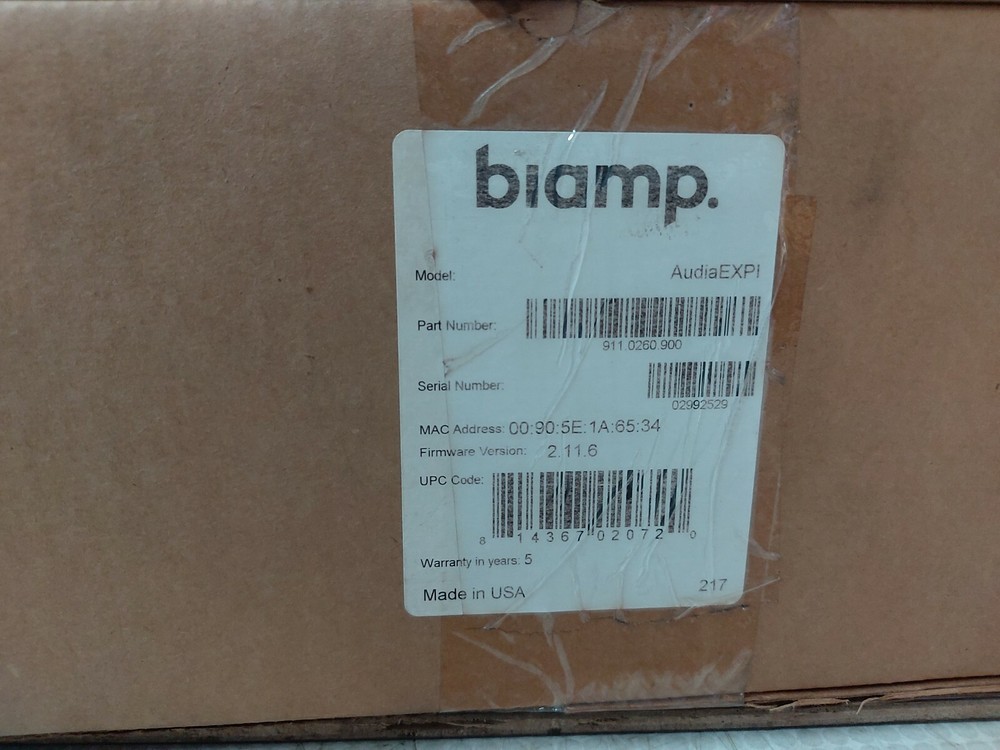 biamp.
Model: AudiaEXPI
Part Number:
911.0260.900
Serial Number:
02992529
MAC Address: 00:90:5E:1A:65:34
Firmware Version: 2.11.6
UPC Code:
8 14367 02072 0
Warranty in years: 5
Made in USA 217